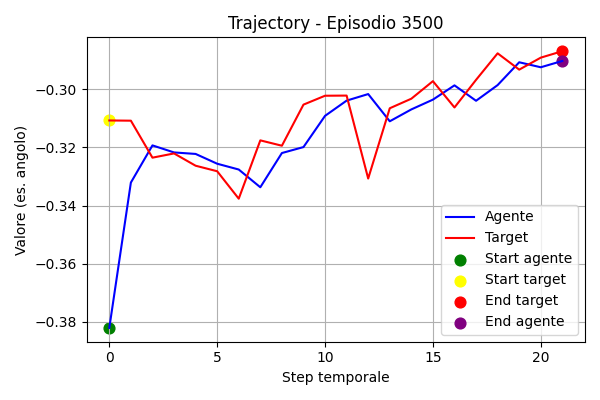 Trajectory - Episodio 3500
Valore (es. angolo)
−0.30
−0.32
−0.34
−0.36
−0.38
0
5
10
15
20
Step temporale
Agente
Target
Start agente
Start target
End target
End agente